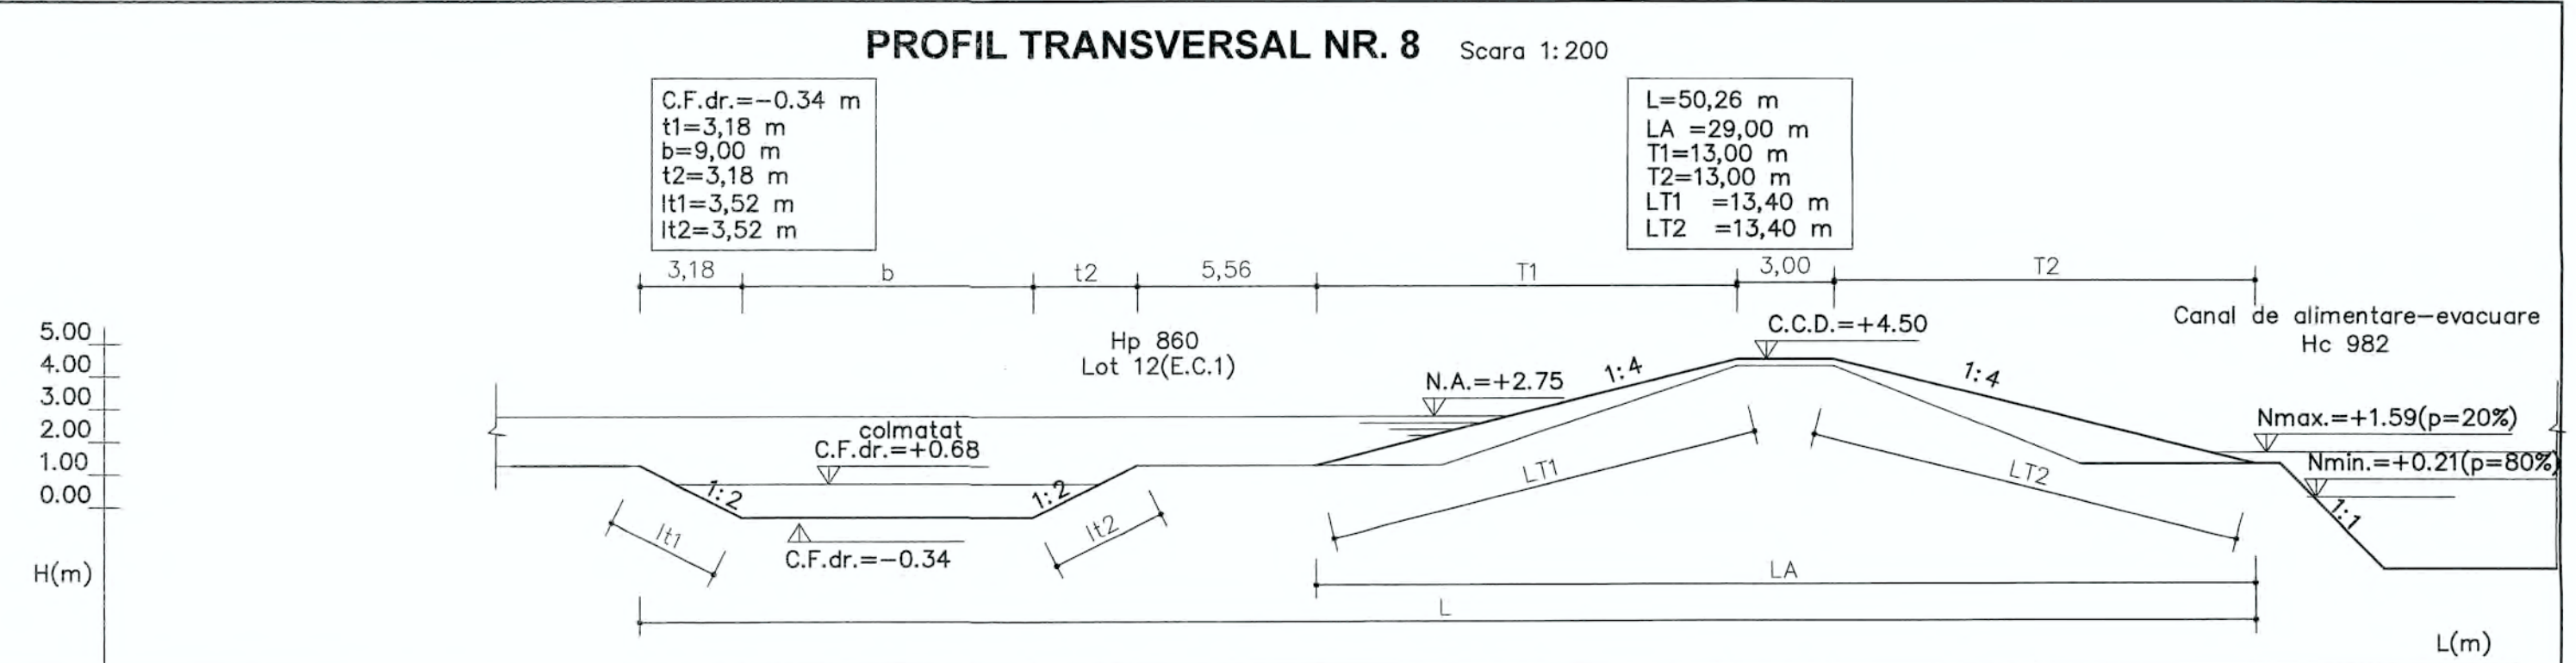 PROFIL TRANSVERSAL NR. 8 Scara 1:200
C.F.dr.=-0.34 m
t1=3,18 m
b=9,00 m
t2=3,18 m
lt1=3,52 m
lt2=3,52 m
L=50,26 m
LA =29,00 m
T1=13,00 m
T2=13,00 m
LT1 =13,40 m
LT2 =13,40 m
3,18 b t2 5,56 T1 3,00 T2
Hp 860
Lot 12(E.C.1)
C.C.D.=+4.50
Canal de alimentare-evacuare
Hc 982
5.00
4.00
3.00
2.00
1.00
0.00
H(m)
N.A.=+2.75
1:4
1:4
colmatat
C.F.dr.=+0.68
Nmax.=+1.59(p=20%)
Nmin.=+0.21(p=80%)
1:2
1:2
1:1
LT1
LT2
lt1
lt2
C.F.dr.=-0.34
LA
L
L(m)